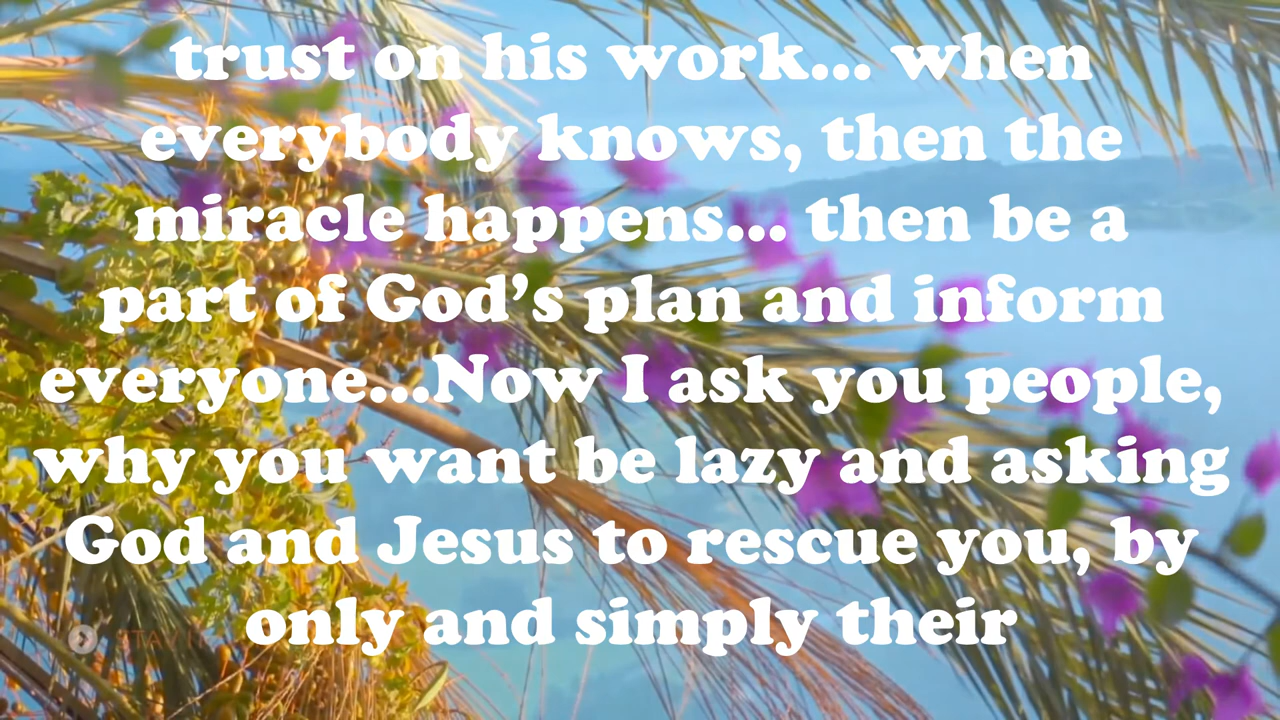 trust on his work... when
everybody knows, then the
miracle happens... then be a
part of God’s plan and inform
everyone...Now I ask you people,
why you want be lazy and asking
God and Jesus to rescue you, by
only and simply their
STAY